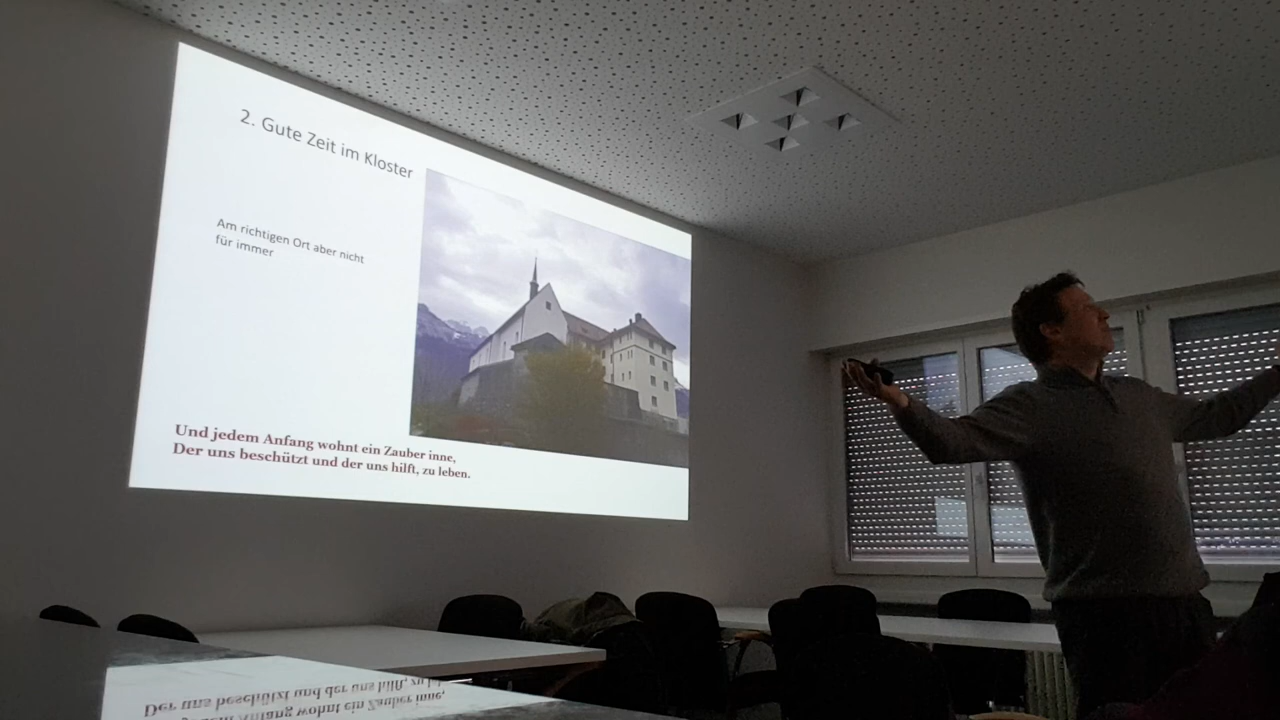 2. Gute Zeit im Kloster
Am richtigen Ort aber nicht
für immer
Und jedem Anfang wohnt ein Zauber inne,
Der uns beschützt und der uns hilft, zu leben.